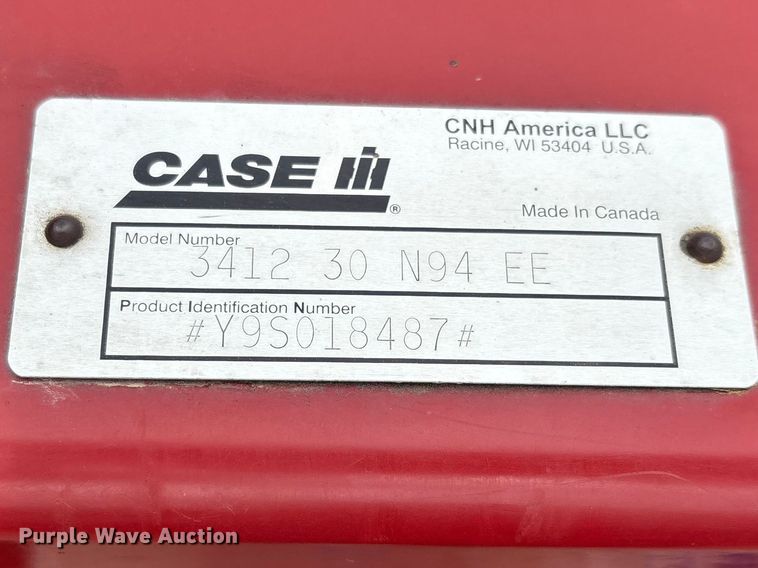 CNH America LLC
Racine, WI 53404 U.S.A.
CASE IH
®
Made In Canada
Model Number
3412 30 N94 EE
Product Identification Number
#Y9S018487#
Purple Wave Auction